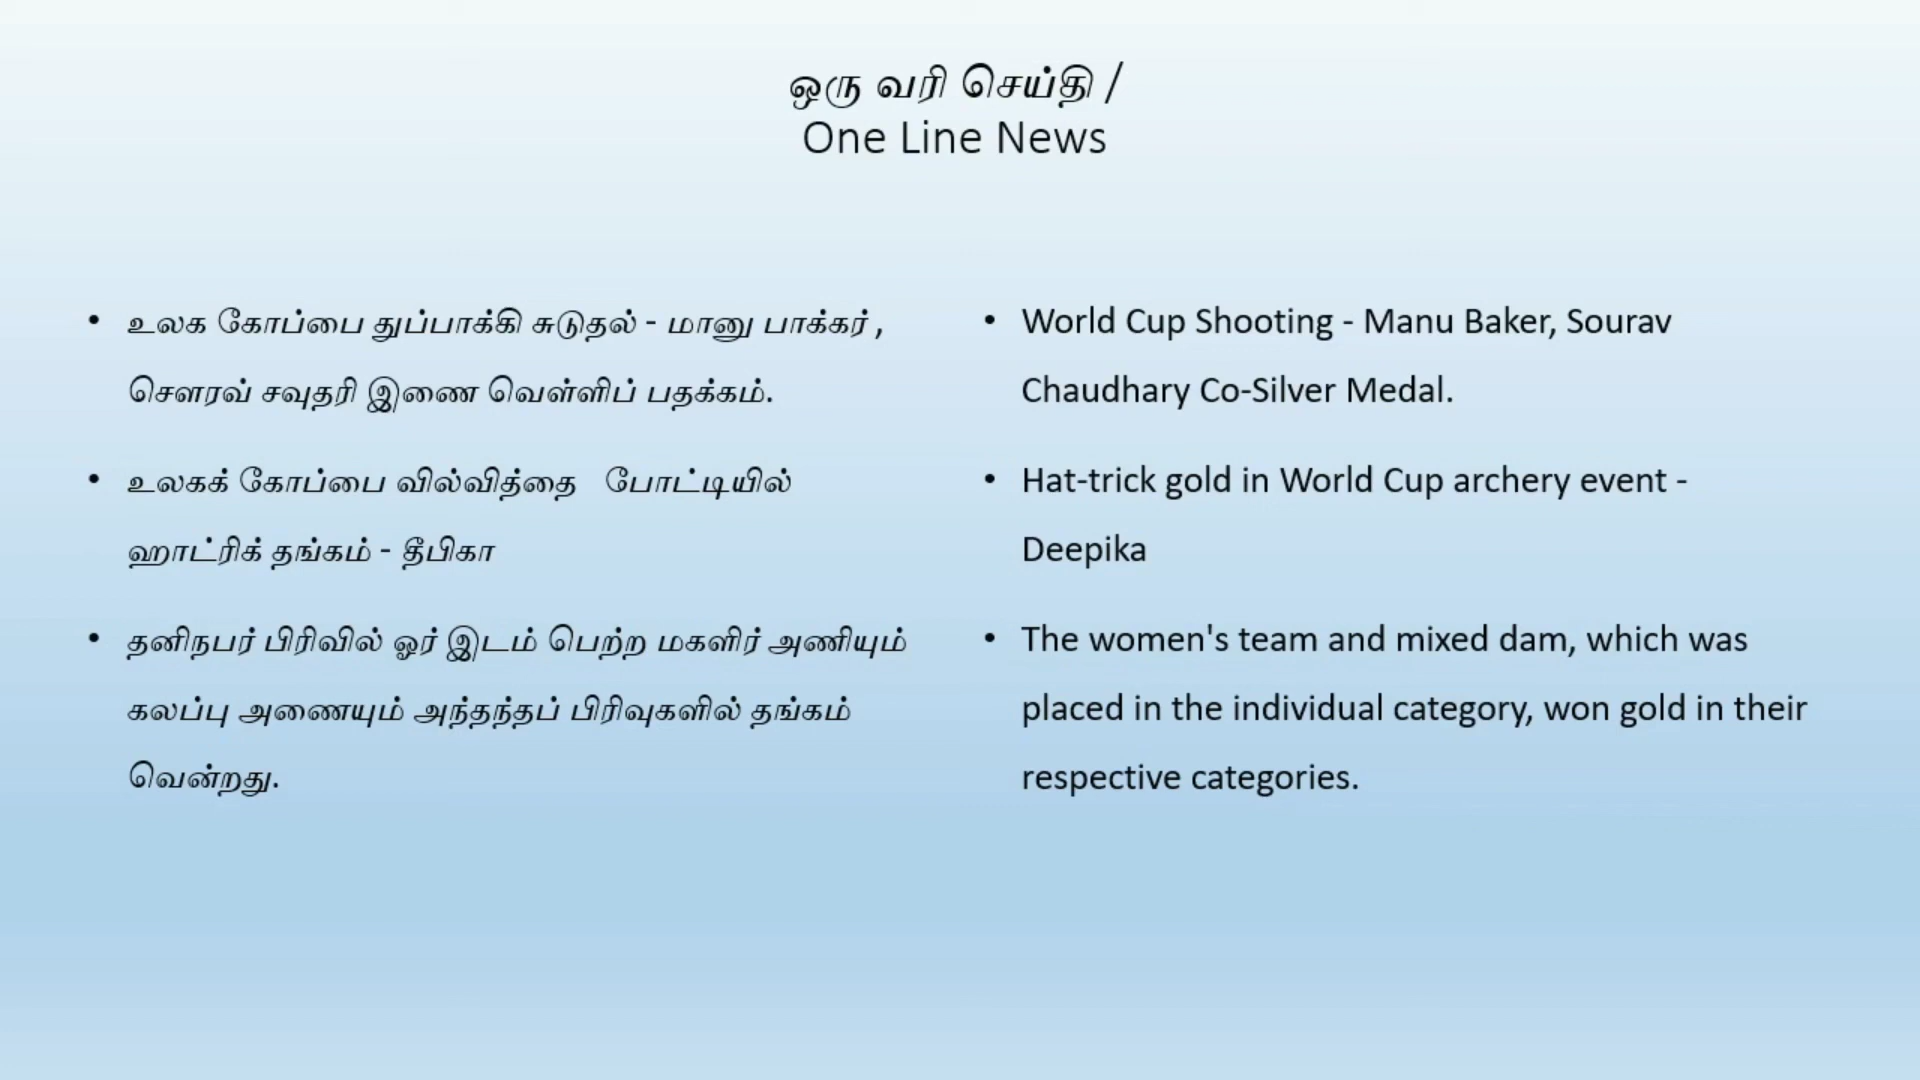 ஒரு வரி செய்தி /
One Line News
• உலக கோப்பை துப்பாக்கி சுடுதல் - மானு பாக்கர் ,
சௌரவ் சவுதரி இணை வெள்ளிப் பதக்கம்.
• உலகக் கோப்பை வில்வித்தை போட்டியில்
ஹாட்ரிக் தங்கம் - தீபிகா
• தனிநபர் பிரிவில் ஓர் இடம் பெற்ற மகளிர் அணியும்
கலப்பு அணையும் அந்தந்தப் பிரிவுகளில் தங்கம்
வென்றது.
• World Cup Shooting - Manu Baker, Sourav
Chaudhary Co-Silver Medal.
• Hat-trick gold in World Cup archery event -
Deepika
• The women's team and mixed dam, which was
placed in the individual category, won gold in their
respective categories.